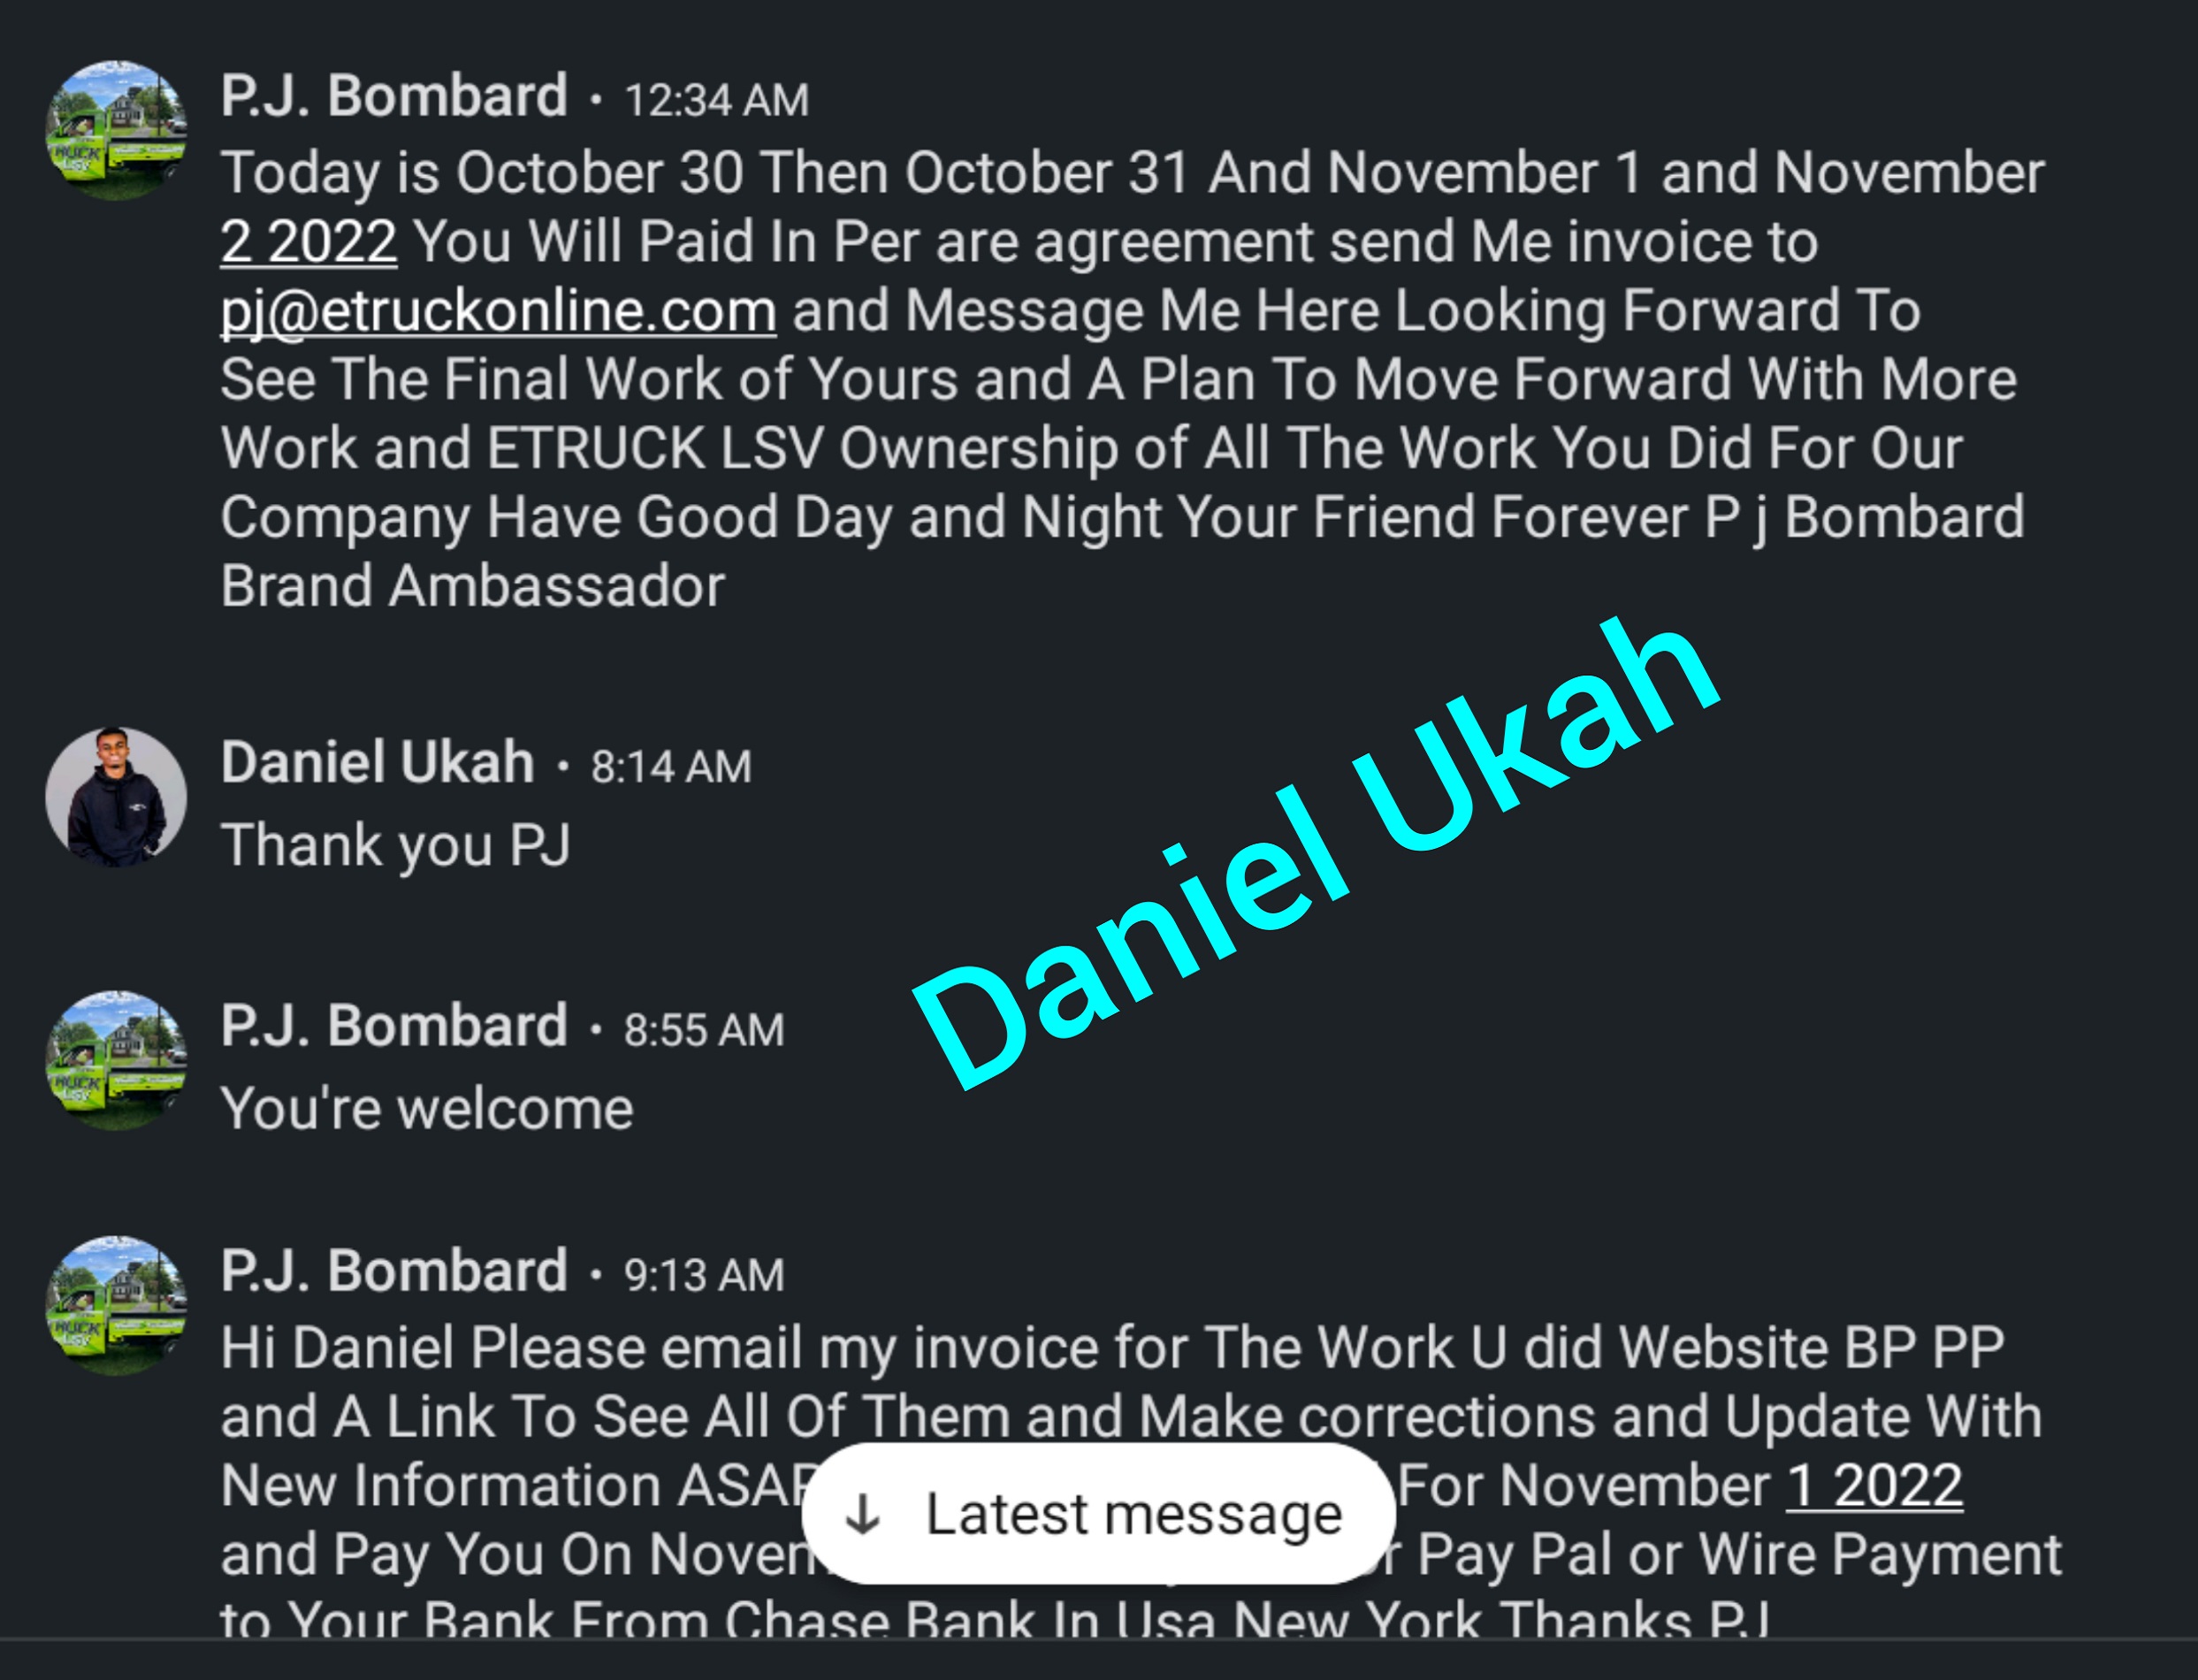 P.J. Bombard • 12:34 AM
Today is October 30 Then October 31 And November 1 and November
2 2022 You Will Paid In Per are agreement send Me invoice to
pj@etruckonline.com and Message Me Here Looking Forward To
See The Final Work of Yours and A Plan To Move Forward With More
Work and ETRUCK LSV Ownership of All The Work You Did For Our
Company Have Good Day and Night Your Friend Forever P j Bombard
Brand Ambassador
Daniel Ukah • 8:14 AM
Thank you PJ
Daniel Ukah
P.J. Bombard • 8:55 AM
You're welcome
P.J. Bombard • 9:13 AM
Hi Daniel Please email my invoice for The Work U did Website BP PP
and A Link To See All Of Them and Make corrections and Update With
New Information For November 1 2022
↓ Latest message
and Pay You On Pay Pal or Wire Payment
to Your Bank From Chase Bank In Usa New York Thanks PJ